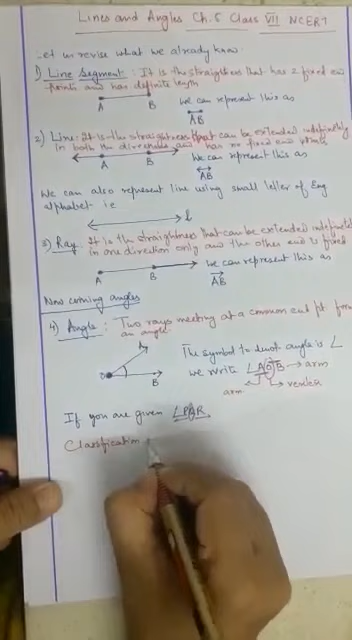 Lines and Angles Ch.5 Class VII NCERT
Let us revise what we already know
1) Line Segment : It is the straightness that has 2 fixed end
points and has definite length
A B We can represent this as
AB
2) Line: It is the straightness that can be extended indefinitely
in both the directions and has no fixed end points
A B We can represent this as
AB
We can also represent line using small letter of Eng
alphabet i.e
l
3) Ray: It is the straightness that can be extended indefinitely
in one direction only and the other end is fixed
A B We can represent this as
AB
Now coming angles
4) Angle : Two rays meeting at a common end pt form
an angle.
A The symbol to denote angle is ∠
O B we write ∠AOB → arm
arm vertex
If you are given ∠PQR.
Classification